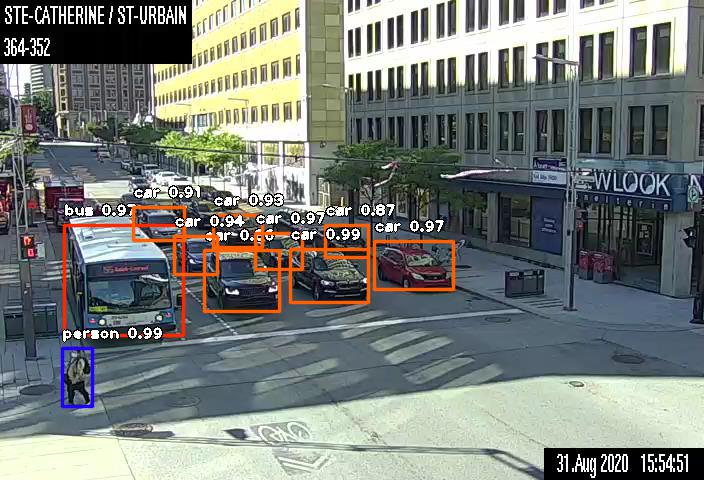 STE-CATHERINE / ST-URBAIN
364-352
car 0.91
car 0.93
bus 0.97
car 0.94
car 0.97
car 0.87
car 0.99
car 0.97
person 0.99
WLOOK
31.Aug 2020 15:54:51